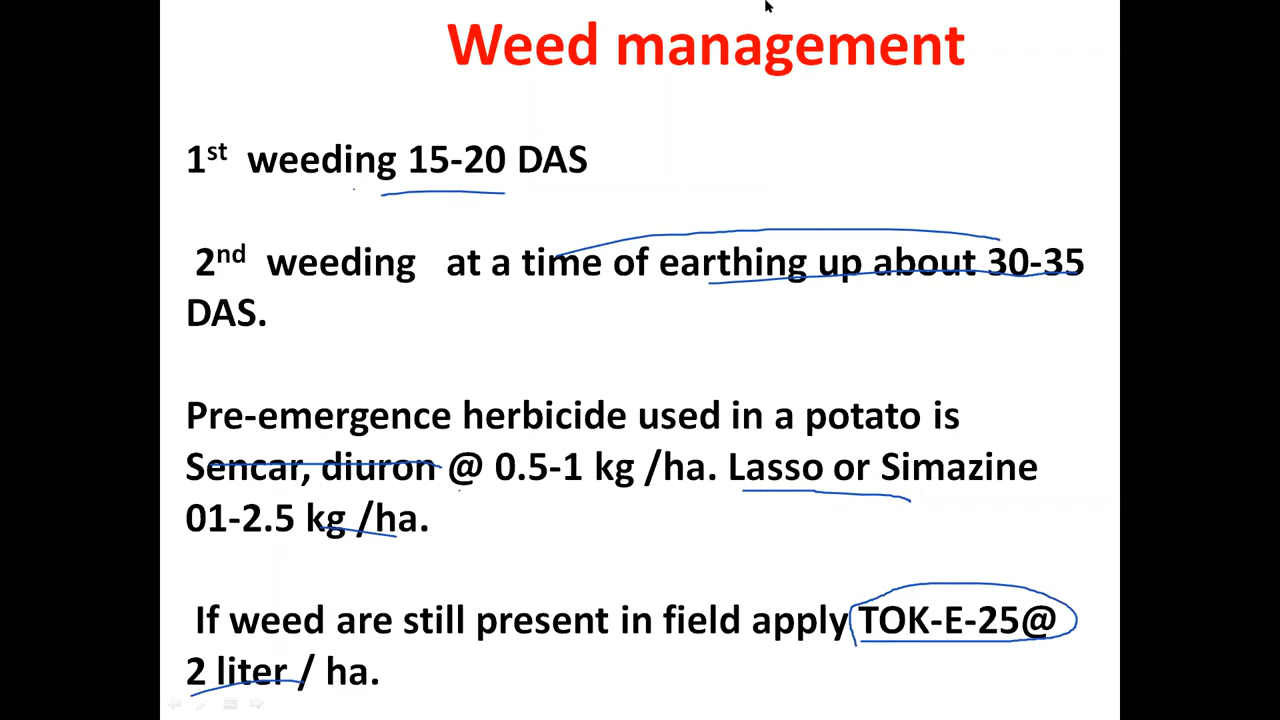 Weed management
1st weeding 15-20 DAS
2nd weeding at a time of earthing up about 30-35
DAS.
Pre-emergence herbicide used in a potato is
Sencar, diuron @ 0.5-1 kg /ha. Lasso or Simazine
01-2.5 kg /ha.
If weed are still present in field apply TOK-E-25@
2 liter / ha.